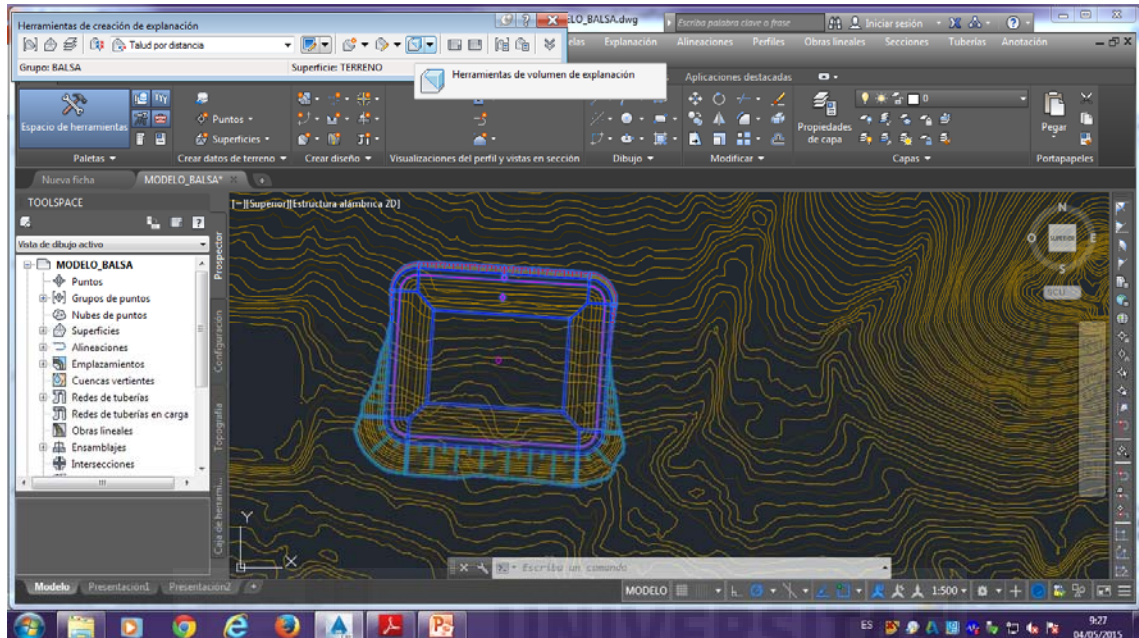 Herramientas de creación de explanación
Talud por distancia
Grupo: BALSA
Superficie: TERRENO
LO_BALSA.dwg
Escriba palabra clave o frase
Iniciar sesión
Explanación
Alineaciones
Perfiles
Obras lineales
Secciones
Tuberías
Anotación
Herramientas de volumen de explanación
Aplicaciones destacadas
Espacio de herramientas
Puntos
Superficies
Propiedades de capa
0
Pegar
Paletas
Crear datos de terreno
Crear diseño
Visualizaciones del perfil y vistas en sección
Dibujo
Modificar
Capas
Portapapeles
Nueva ficha
MODELO_BALSA*
TOOLSPACE
Vista de dibujo activo
MODELO_BALSA
Puntos
Grupos de puntos
Nubes de puntos
Superficies
Alineaciones
Emplazamientos
Cuencas vertientes
Redes de tuberías
Redes de tuberías en carga
Obras lineales
Ensamblajes
Intersecciones
Prospector
Configuración
Topografía
Caja de herrami...
[-][Superior][Estructura alámbrica 2D]
N
O
SUPERIOR
E
S
SCU
Y
X
Escriba un comando
Modelo
Presentación1
Presentación2
MODELO
1:500
ES
9:27
04/05/2015